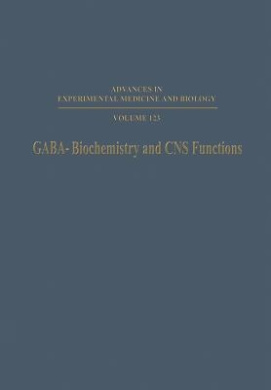 ADVANCES IN
EXPERIMENTAL MEDICINE AND BIOLOGY
VOLUME 123
GABA- Biochemistry and CNS Functions